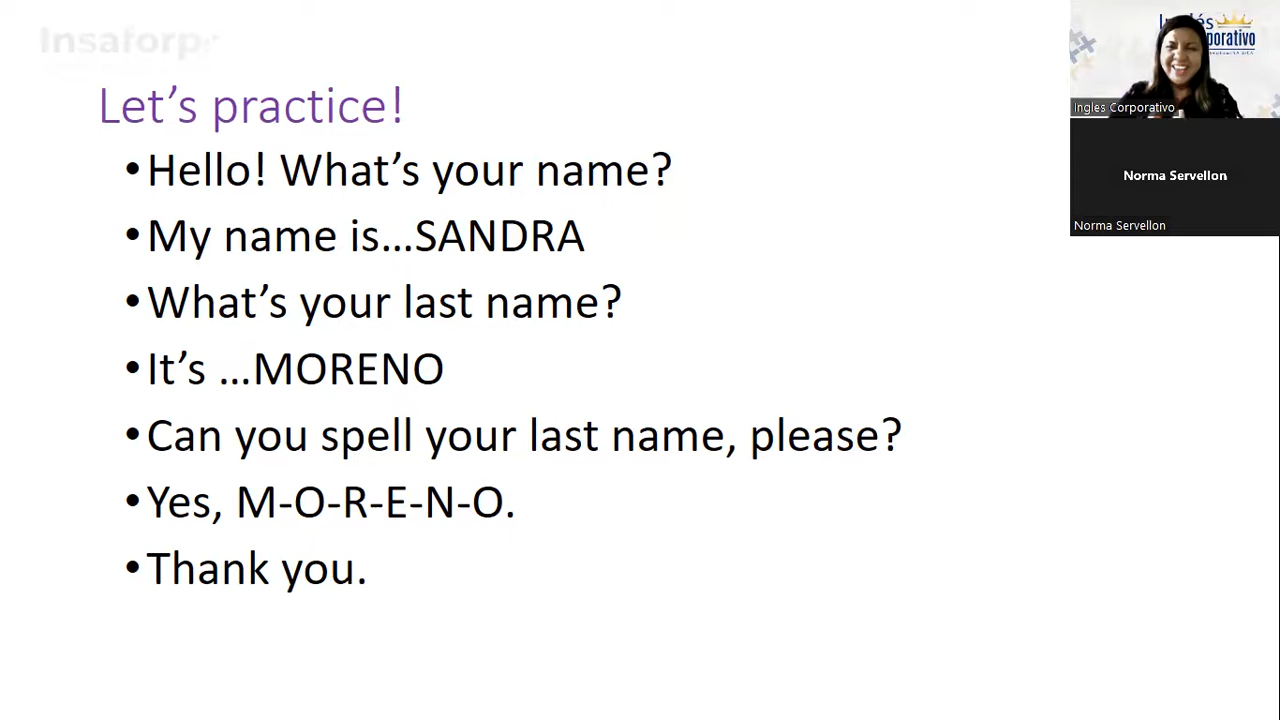 Let’s practice!
•Hello! What’s your name?
•My name is…SANDRA
•What’s your last name?
•It’s …MORENO
•Can you spell your last name, please?
•Yes, M-O-R-E-N-O.
•Thank you.
Ingles Corporativo
Norma Servellon
Norma Servellon